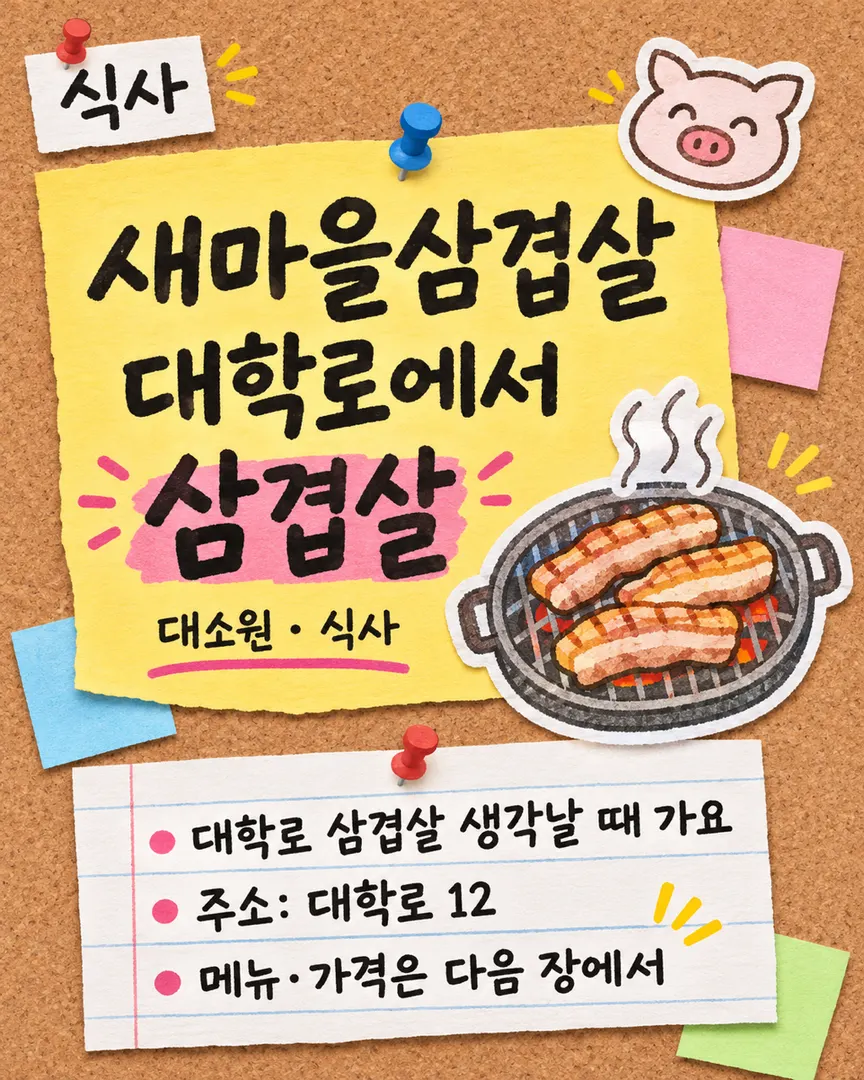 식사
새마을삼겹살
대학로에서
삼겹살
대소원 · 식사
대학로 삼겹살 생각날 때 가요
주소: 대학로 12
메뉴·가격은 다음 장에서